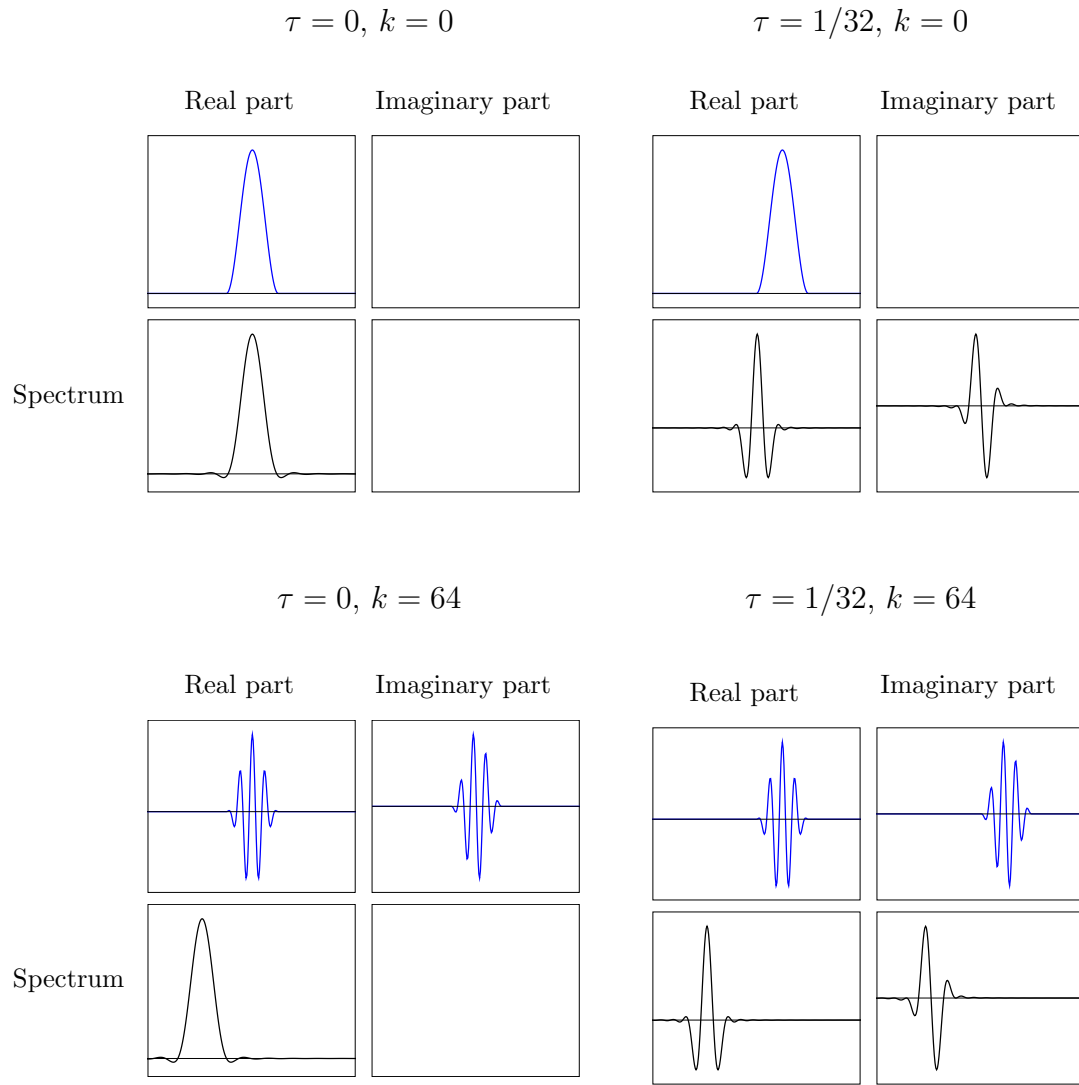 τ = 0, k = 0
τ = 1/32, k = 0
Real part
Imaginary part
Real part
Imaginary part
Spectrum
τ = 0, k = 64
τ = 1/32, k = 64
Real part
Imaginary part
Real part
Imaginary part
Spectrum